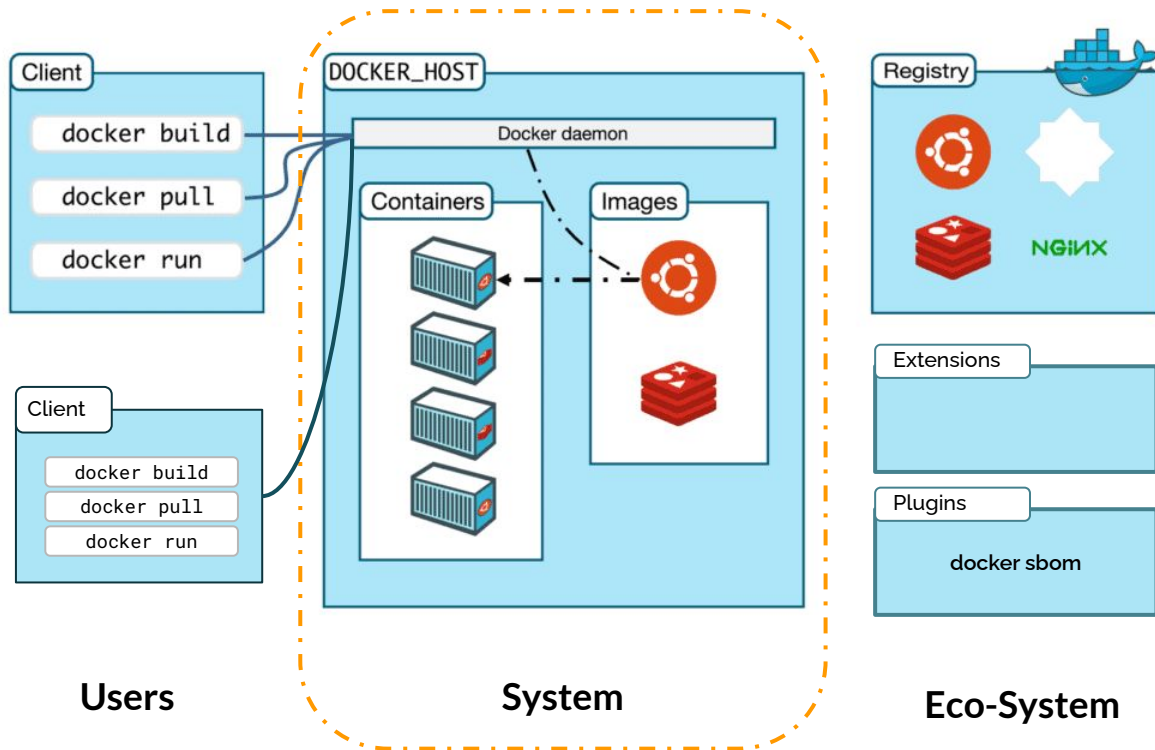 Client
docker build
docker pull
docker run
Client
docker build
docker pull
docker run
Users
DOCKER_HOST
Docker daemon
Containers
Images
System
Registry
NGINX
Extensions
Plugins
docker sbom
Eco-System